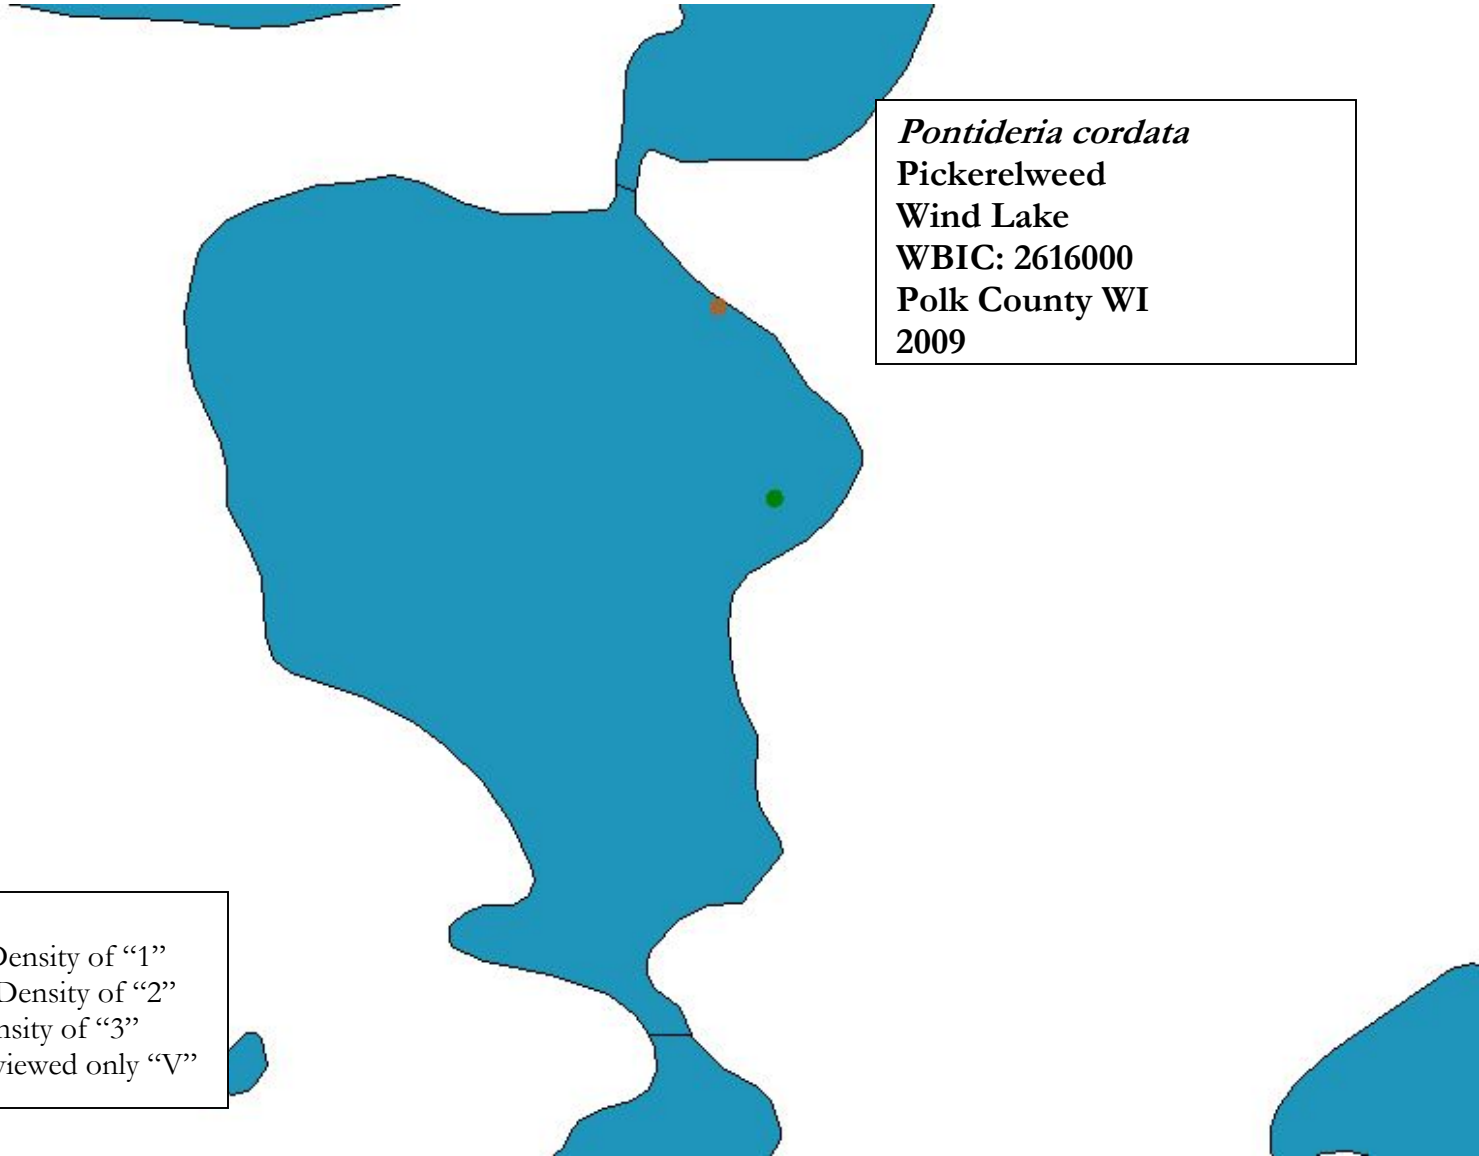 Pontideria cordata
Pickerelweed
Wind Lake
WBIC: 2616000
Polk County WI
2009
Density of “1”
Density of “2”
of “3”
viewed only “V”